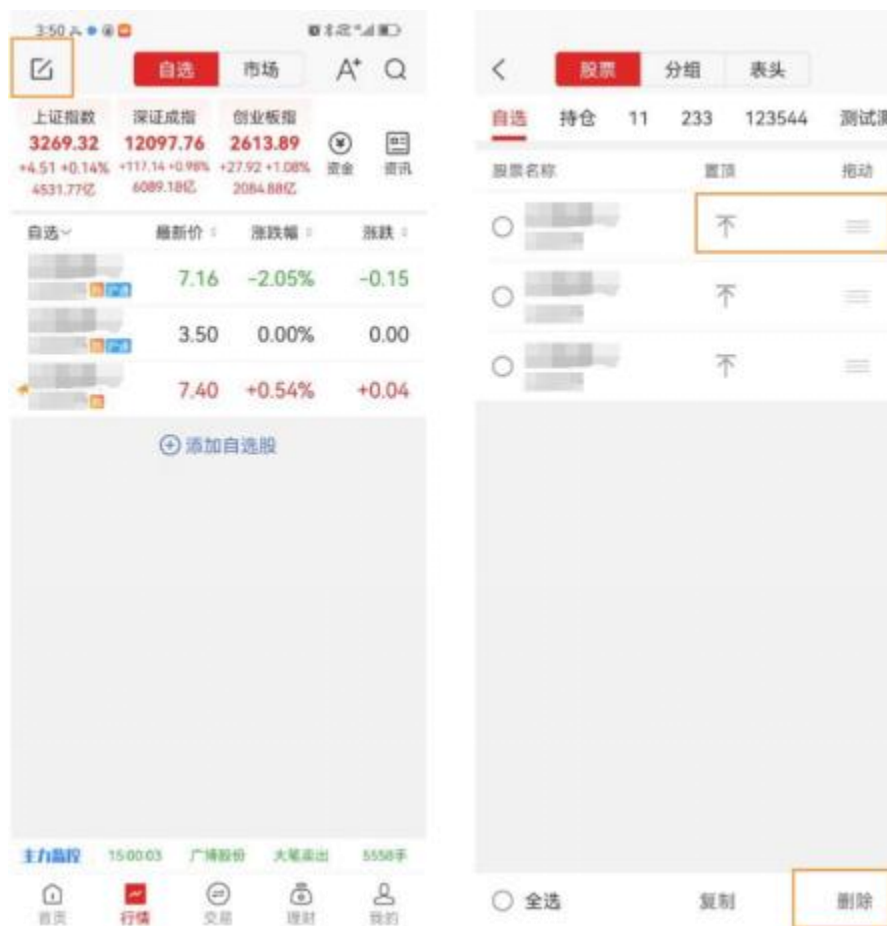 3:50
自选 市场 A+
上证指数 深证成指 创业板指
3269.32 12097.76 2613.89
+4.51 +0.14% +117.14 +0.98% +27.92 +1.08% 资金 资讯
4531.77亿 6089.18亿 2084.88亿
自选 最新价 涨跌幅 涨跌
7.16 -2.05% -0.15
3.50 0.00% 0.00
7.40 +0.54% +0.04
添加自选股
主力监控 15:00:03 广博股份 大笔卖出 5558手
首页 行情 交易 理财 我的
股票 分组 表头
自选 持仓 11 233 123544 测试测
股票名称 置顶 拖动
全选 复制 删除